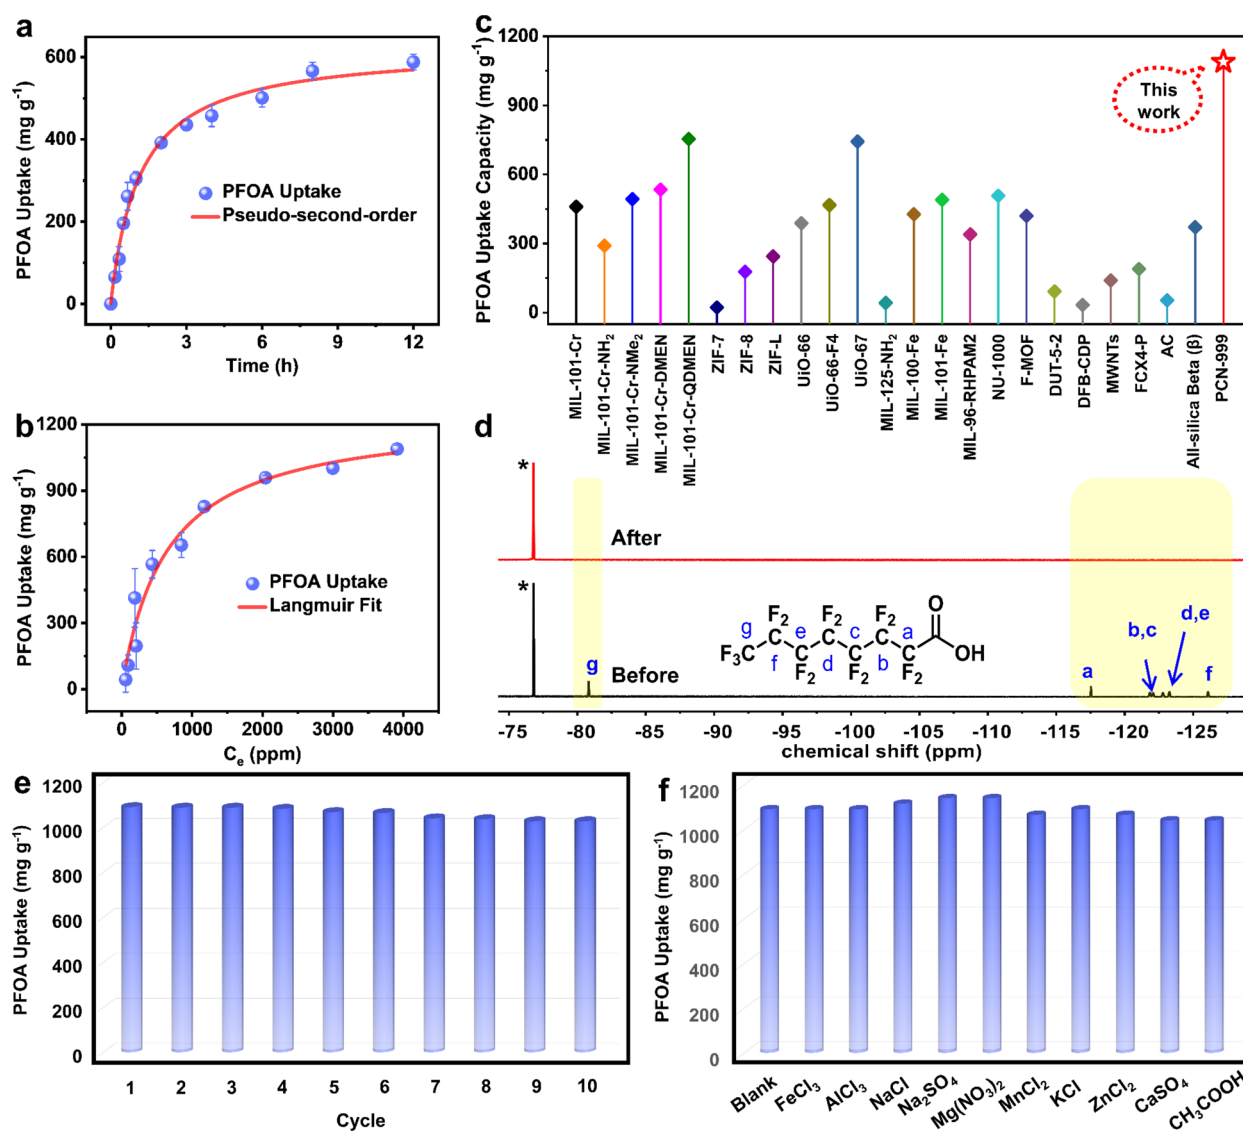 a
PFOA Uptake (mg g⁻¹)
600
400
200
0
PFOA Uptake
Pseudo-second-order
0
3
6
9
12
Time (h)
b
PFOA Uptake (mg g⁻¹)
1200
900
600
300
0
PFOA Uptake
Langmuir Fit
0
1000
2000
3000
4000
Cₑ (ppm)
c
PFOA Uptake Capacity (mg g⁻¹)
1200
900
600
300
0
This
work
MIL-101-Cr
MIL-101-Cr-NH₂
MIL-101-Cr-NMe₂
MIL-101-Cr-DMEN
MIL-101-Cr-QDMEN
ZIF-7
ZIF-8
ZIF-L
UiO-66
UiO-66-F4
UiO-67
MIL-125-NH₂
MIL-100-Fe
MIL-101-Fe
MIL-96-RHPAM2
NU-1000
F-MOF
DUT-5-2
DFB-CDP
MWNTs
FCX4-P
AC
All-silica Beta (β)
PCN-999
d
*
After
*
Before
g
F₂ F₂ F₂ O
g e c a
F₃C f d b OH
F₂ F₂ F₂
a
b,c
d,e
f
-75
-80
-85
-90
-95
-100
-105
-110
-115
-120
-125
chemical shift (ppm)
e
PFOA Uptake (mg g⁻¹)
1200
1000
800
600
400
200
0
1
2
3
4
5
6
7
8
9
10
Cycle
f
PFOA Uptake (mg g⁻¹)
1200
1000
800
600
400
200
0
Blank
FeCl₃
AlCl₃
NaCl
Na₂SO₄
Mg(NO₃)₂
MnCl₂
KCl
ZnCl₂
CaSO₄
CH₃COOH